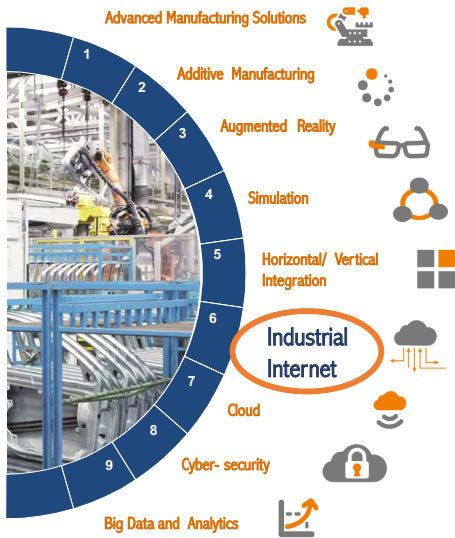 Advanced Manufacturing Solutions
1
Additive Manufacturing
2
Augmented Reality
3
Simulation
4
Horizontal/ Vertical
Integration
5
Industrial
Internet
6
Cloud
7
Cyber- security
8
Big Data and Analytics
9